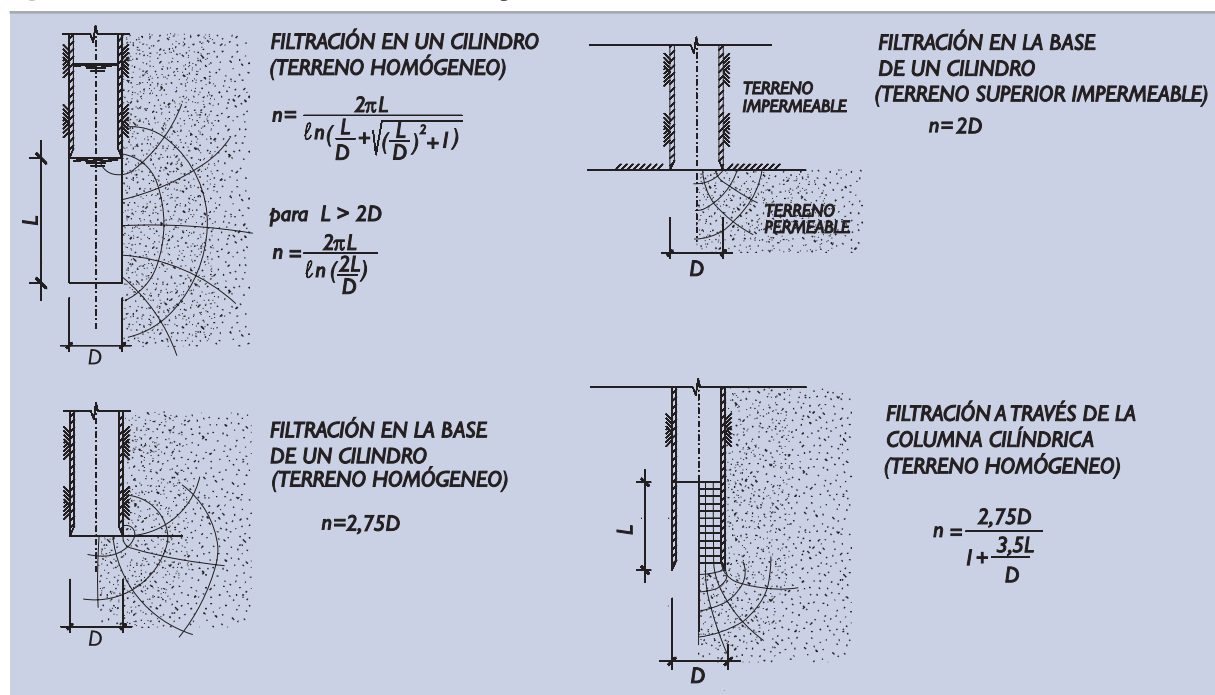 FILTRACIÓN EN UN CILINDRO
(TERRENO HOMÓGENEO)
n= 2πL / ℓn(L/D+√((L/D)²+1))
para L > 2D
n = 2πL / ℓn(2L/D)
L
D
TERRENO
IMPERMEABLE
TERRENO
PERMEABLE
D
FILTRACIÓN EN LA BASE
DE UN CILINDRO
(TERRENO SUPERIOR IMPERMEABLE)
n=2D
D
FILTRACIÓN EN LA BASE
DE UN CILINDRO
(TERRENO HOMÓGENEO)
n=2,75D
L
D
FILTRACIÓN A TRAVÉS DE LA
COLUMNA CILÍNDRICA
(TERRENO HOMÓGENEO)
n = 2,75D / 1+ 3,5L/D